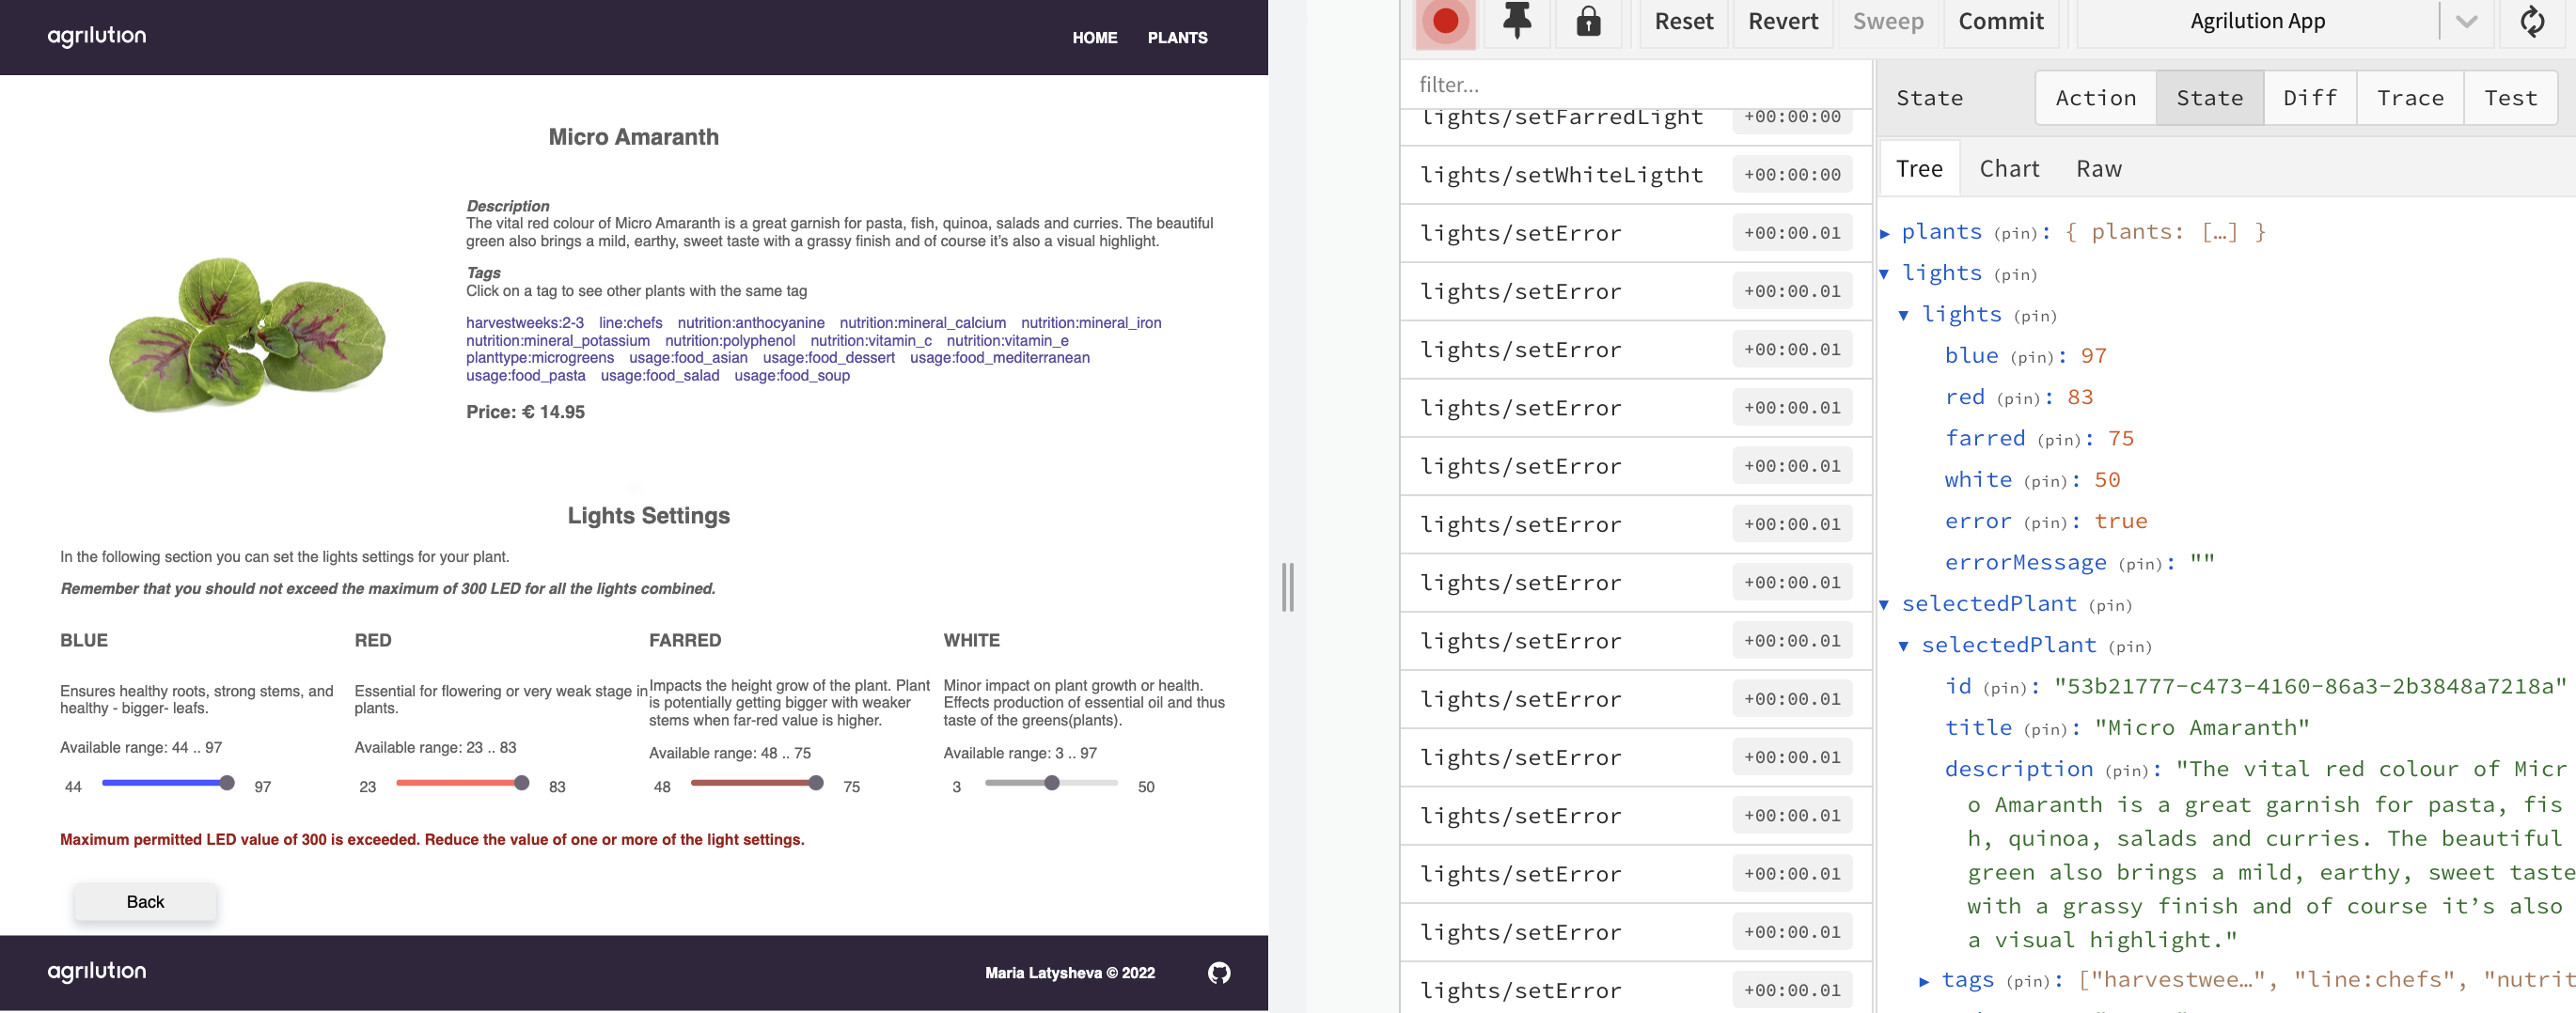 agrilution
HOME PLANTS
Micro Amaranth
Description
The vital red colour of Micro Amaranth is a great garnish for pasta, fish, quinoa, salads and curries. The beautiful
green also brings a mild, earthy, sweet taste with a grassy finish and of course it’s also a visual highlight.
Tags
Click on a tag to see other plants with the same tag
harvestweeks:2-3 line:chefs nutrition:anthocyanine nutrition:mineral_calcium nutrition:mineral_iron
nutrition:mineral_potassium nutrition:polyphenol nutrition:vitamin_c nutrition:vitamin_e
planttype:microgreens usage:food_asian usage:food_dessert usage:food_mediterranean
usage:food_pasta usage:food_salad usage:food_soup
Price: € 14.95
Lights Settings
In the following section you can set the lights settings for your plant.
Remember that you should not exceed the maximum of 300 LED for all the lights combined.
BLUE
Ensures healthy roots, strong stems, and
healthy - bigger- leafs.
Available range: 44 .. 97
44 97
RED
Essential for flowering or very weak stage in
plants.
Available range: 23 .. 83
23 83
FARRED
Impacts the height grow of the plant. Plant
is potentially getting bigger with weaker
stems when far-red value is higher.
Available range: 48 .. 75
48 75
WHITE
Minor impact on plant growth or health.
Effects production of essential oil and thus
taste of the greens(plants).
Available range: 3 .. 97
3 50
Maximum permitted LED value of 300 is exceeded. Reduce the value of one or more of the light settings.
Back
agrilution
Maria Latysheva © 2022
Reset Revert Sweep Commit Agrilution App
filter...
lights/setFarredLight +00:00:00
lights/setWhiteLigtht +00:00:00
lights/setError +00:00.01
lights/setError +00:00.01
lights/setError +00:00.01
lights/setError +00:00.01
lights/setError +00:00.01
lights/setError +00:00.01
lights/setError +00:00.01
lights/setError +00:00.01
lights/setError +00:00.01
lights/setError +00:00.01
lights/setError +00:00.01
lights/setError +00:00.01
lights/setError +00:00.01
lights/setError +00:00.01
State Action State Diff Trace Test
Tree Chart Raw
plants (pin): { plants: […] }
lights (pin)
lights (pin)
blue (pin): 97
red (pin): 83
farred (pin): 75
white (pin): 50
error (pin): true
errorMessage (pin): ""
selectedPlant (pin)
selectedPlant (pin)
id (pin): "53b21777-c473-4160-86a3-2b3848a7218a"
title (pin): "Micro Amaranth"
description (pin): "The vital red colour of Micr
o Amaranth is a great garnish for pasta, fis
h, quinoa, salads and curries. The beautiful
green also brings a mild, earthy, sweet taste
with a grassy finish and of course it’s also
a visual highlight."
tags (pin): ["harvestwee…", "line:chefs", "nutrit